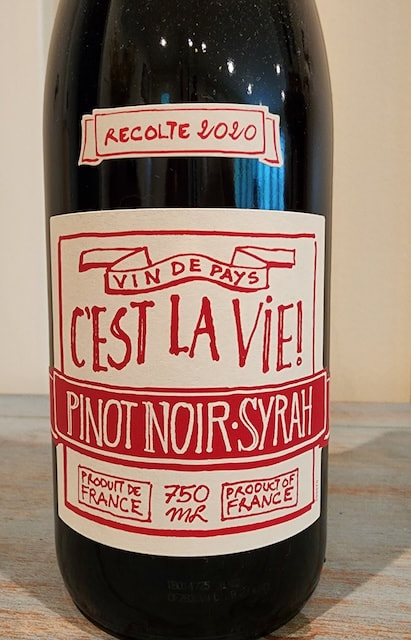 RECOLTE 2020
VIN DE PAYS
C'EST LA VIE!
PINOT NOIR·SYRAH
PRODUIT DE
FRANCE
750
ml
PRODUCT OF
FRANCE